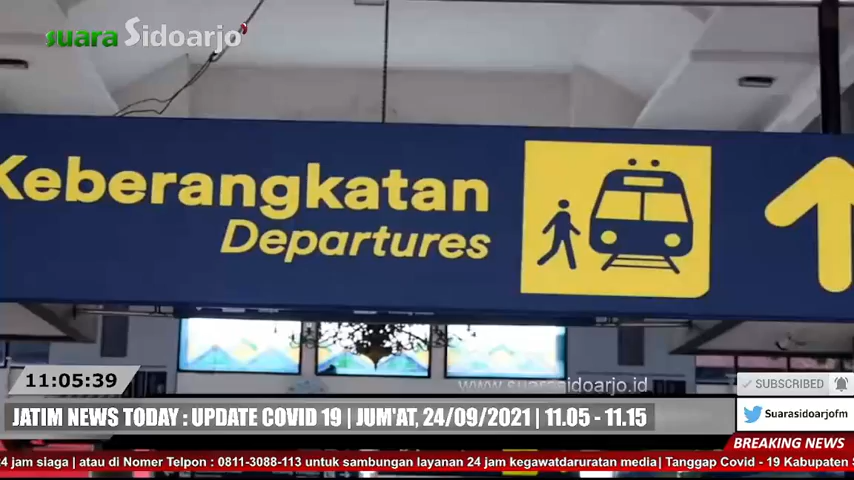 suara Sidoarjo
Keberangkatan
Departures
11:05:39
www.suarasidoarjo.id
SUBSCRIBED
JATIM NEWS TODAY : UPDATE COVID 19 | JUM'AT, 24/09/2021 | 11.05 - 11.15
Suarasidoarjofm
BREAKING NEWS
24 jam siaga | atau di Nomer Telpon : 0811-3088-113 untuk sambungan layanan 24 jam kegawatdaruratan media| Tanggap Covid - 19 Kabupaten S